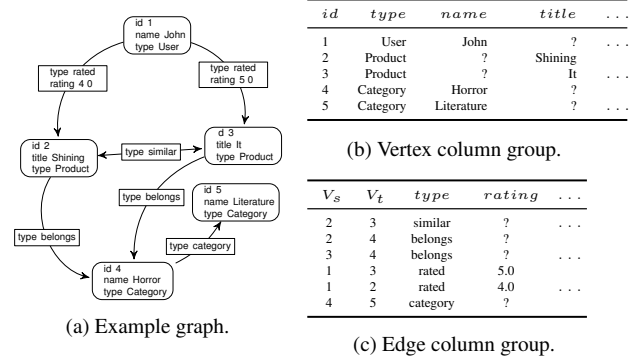 id 1
name John
type User
type rated
rating 4 0
type rated
rating 5 0
id 2
title Shining
type Product
type similar
d 3
title It
type Product
type belongs
type belongs
id 5
name Literature
type Category
type category
id 4
name Horror
type Category
(a) Example graph.
id type name title ...
1 User John ? ...
2 Product ? Shining
3 Product ? It ...
4 Category Horror ?
5 Category Literature ? ...
(b) Vertex column group.
Vs Vt type rating ...
2 3 similar ? ...
2 4 belongs ?
3 4 belongs ? ...
1 3 rated 5.0
1 2 rated 4.0 ...
4 5 category ?
(c) Edge column group.